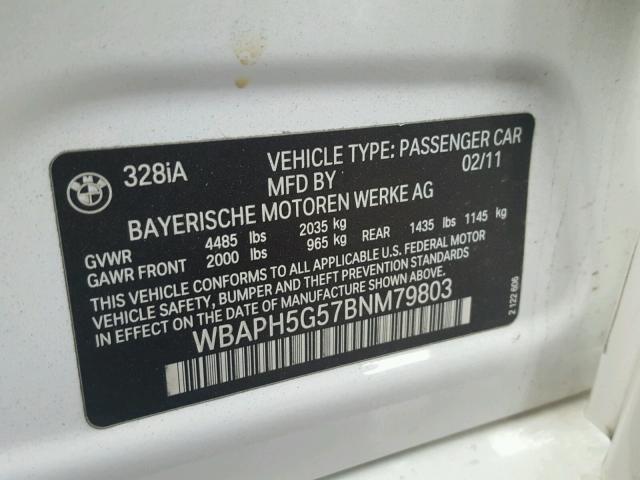 BMW
328iA VEHICLE TYPE: PASSENGER CAR
MFD BY 02/11
BAYERISCHE MOTOREN WERKE AG
GVWR 4485 lbs 2035 kg
GAWR FRONT 2000 lbs 965 kg REAR 1435 lbs 1145 kg
THIS VEHICLE CONFORMS TO ALL APPLICABLE U.S. FEDERAL MOTOR
VEHICLE SAFETY, BUMPER AND THEFT PREVENTION STANDARDS
IN EFFECT ON THE DATE OF MANUFACTURE SHOWN ABOVE.
WBAPH5G57BNM79803
2 122 606